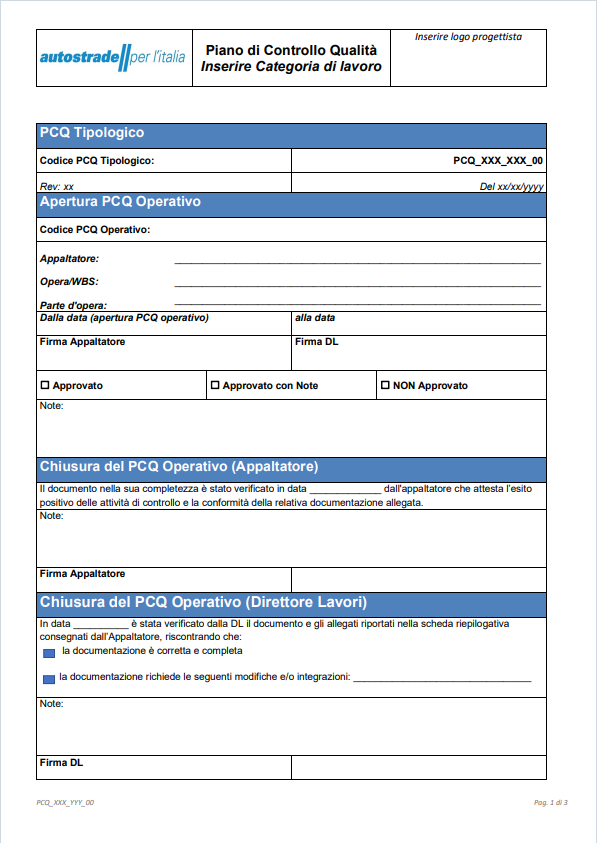 autostrade per l'italia
Piano di Controllo Qualità
Inserire Categoria di lavoro
Inserire logo progettista
PCQ Tipologico
Codice PCQ Tipologico: PCQ_XXX_XXX_00
Rev: xx Del xx/xx/yyyy
Apertura PCQ Operativo
Codice PCQ Operativo:
Appaltatore: ____________________
Opera/WBS: ____________________
Parte d'opera: ____________________
Dalla data (apertura PCQ operativo) alla data
Firma Appaltatore Firma DL
☐ Approvato ☐ Approvato con Note ☐ NON Approvato
Note:
Chiusura del PCQ Operativo (Appaltatore)
Il documento nella sua completezza è stato verificato in data _____________ dall'appaltatore che attesta l'esito
positivo delle attività di controllo e la conformità della relativa documentazione allegata.
Note:
Firma Appaltatore
Chiusura del PCQ Operativo (Direttore Lavori)
In data __________ è stata verificato dalla DL il documento e gli allegati riportati nella scheda riepilogativa
consegnati dall'Appaltatore, riscontrando che:
la documentazione è corretta e completa
la documentazione richiede le seguenti modifiche e/o integrazioni: ____________________
Note:
Firma DL
PCQ_XXX_YYY_00 Pag. 1 di 3